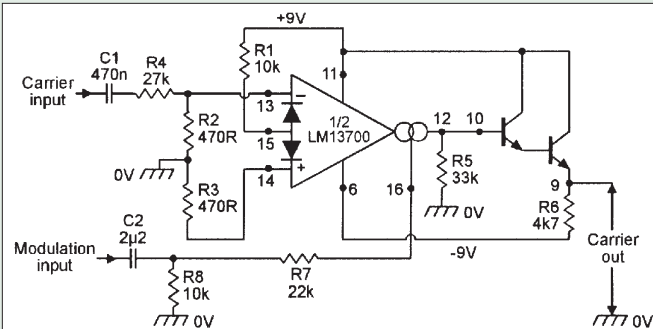 +9V
C1
470n
R4
27k
R1
10k
11
Carrier
input
13
R2
470R
15
1/2
LM13700
12
10
0V
14
R3
470R
6
16
R5
33k
0V
9
R6
4k7
C2
2µ2
-9V
Carrier
out
Modulation
input
R8
10k
R7
22k
0V
0V